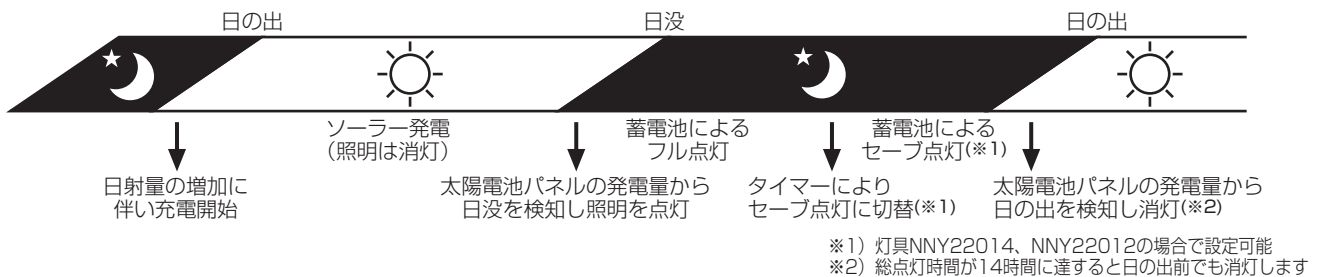 日の出
日没
日の出
ソーラー発電
（照明は消灯）
蓄電池による
フル点灯
蓄電池による
セーブ点灯(※1)
日射量の増加に
伴い充電開始
太陽電池パネルの発電量から
日没を検知し照明を点灯
タイマーにより
セーブ点灯に切替(※1)
太陽電池パネルの発電量から
日の出を検知し消灯(※2)
※1）灯具NNY22014、NNY22012の場合で設定可能
※2）総点灯時間が14時間に達すると日の出前でも消灯します